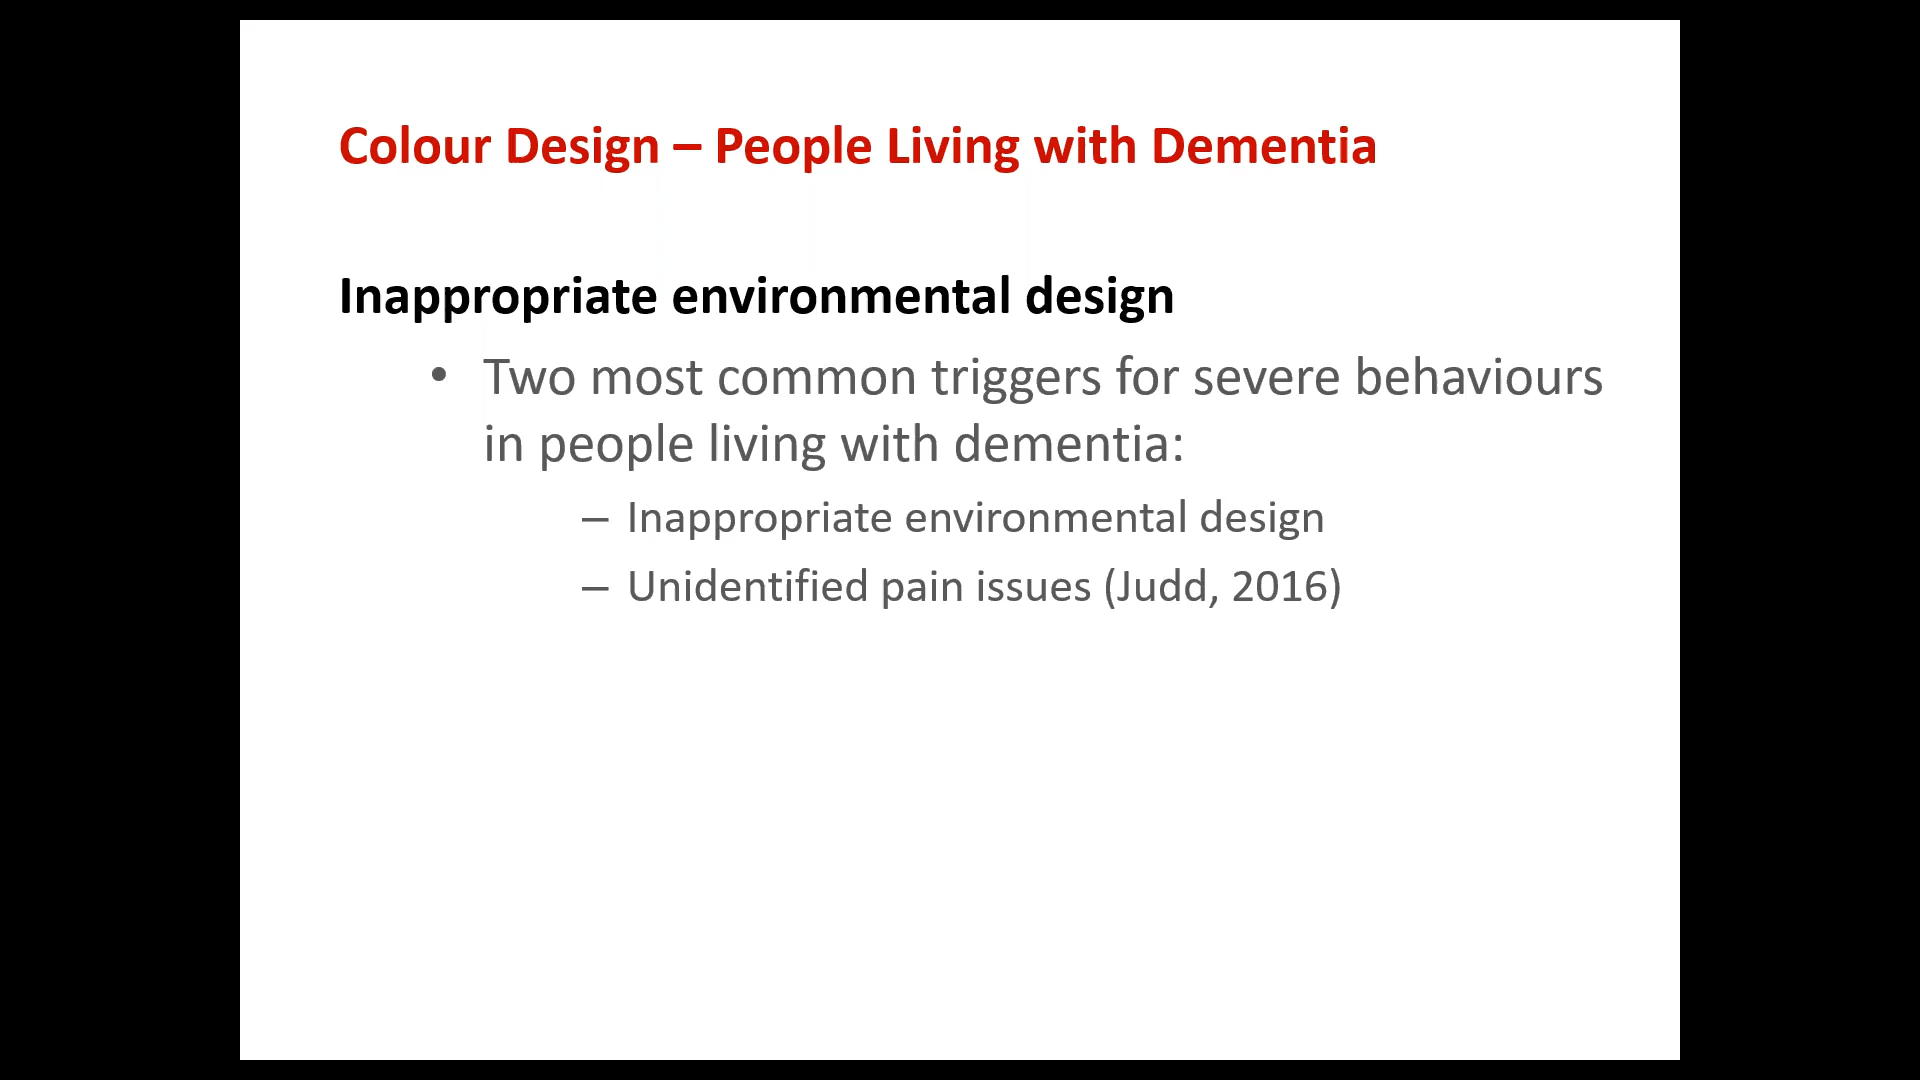 Colour Design – People Living with Dementia
Inappropriate environmental design
• Two most common triggers for severe behaviours
in people living with dementia:
– Inappropriate environmental design
– Unidentified pain issues (Judd, 2016)